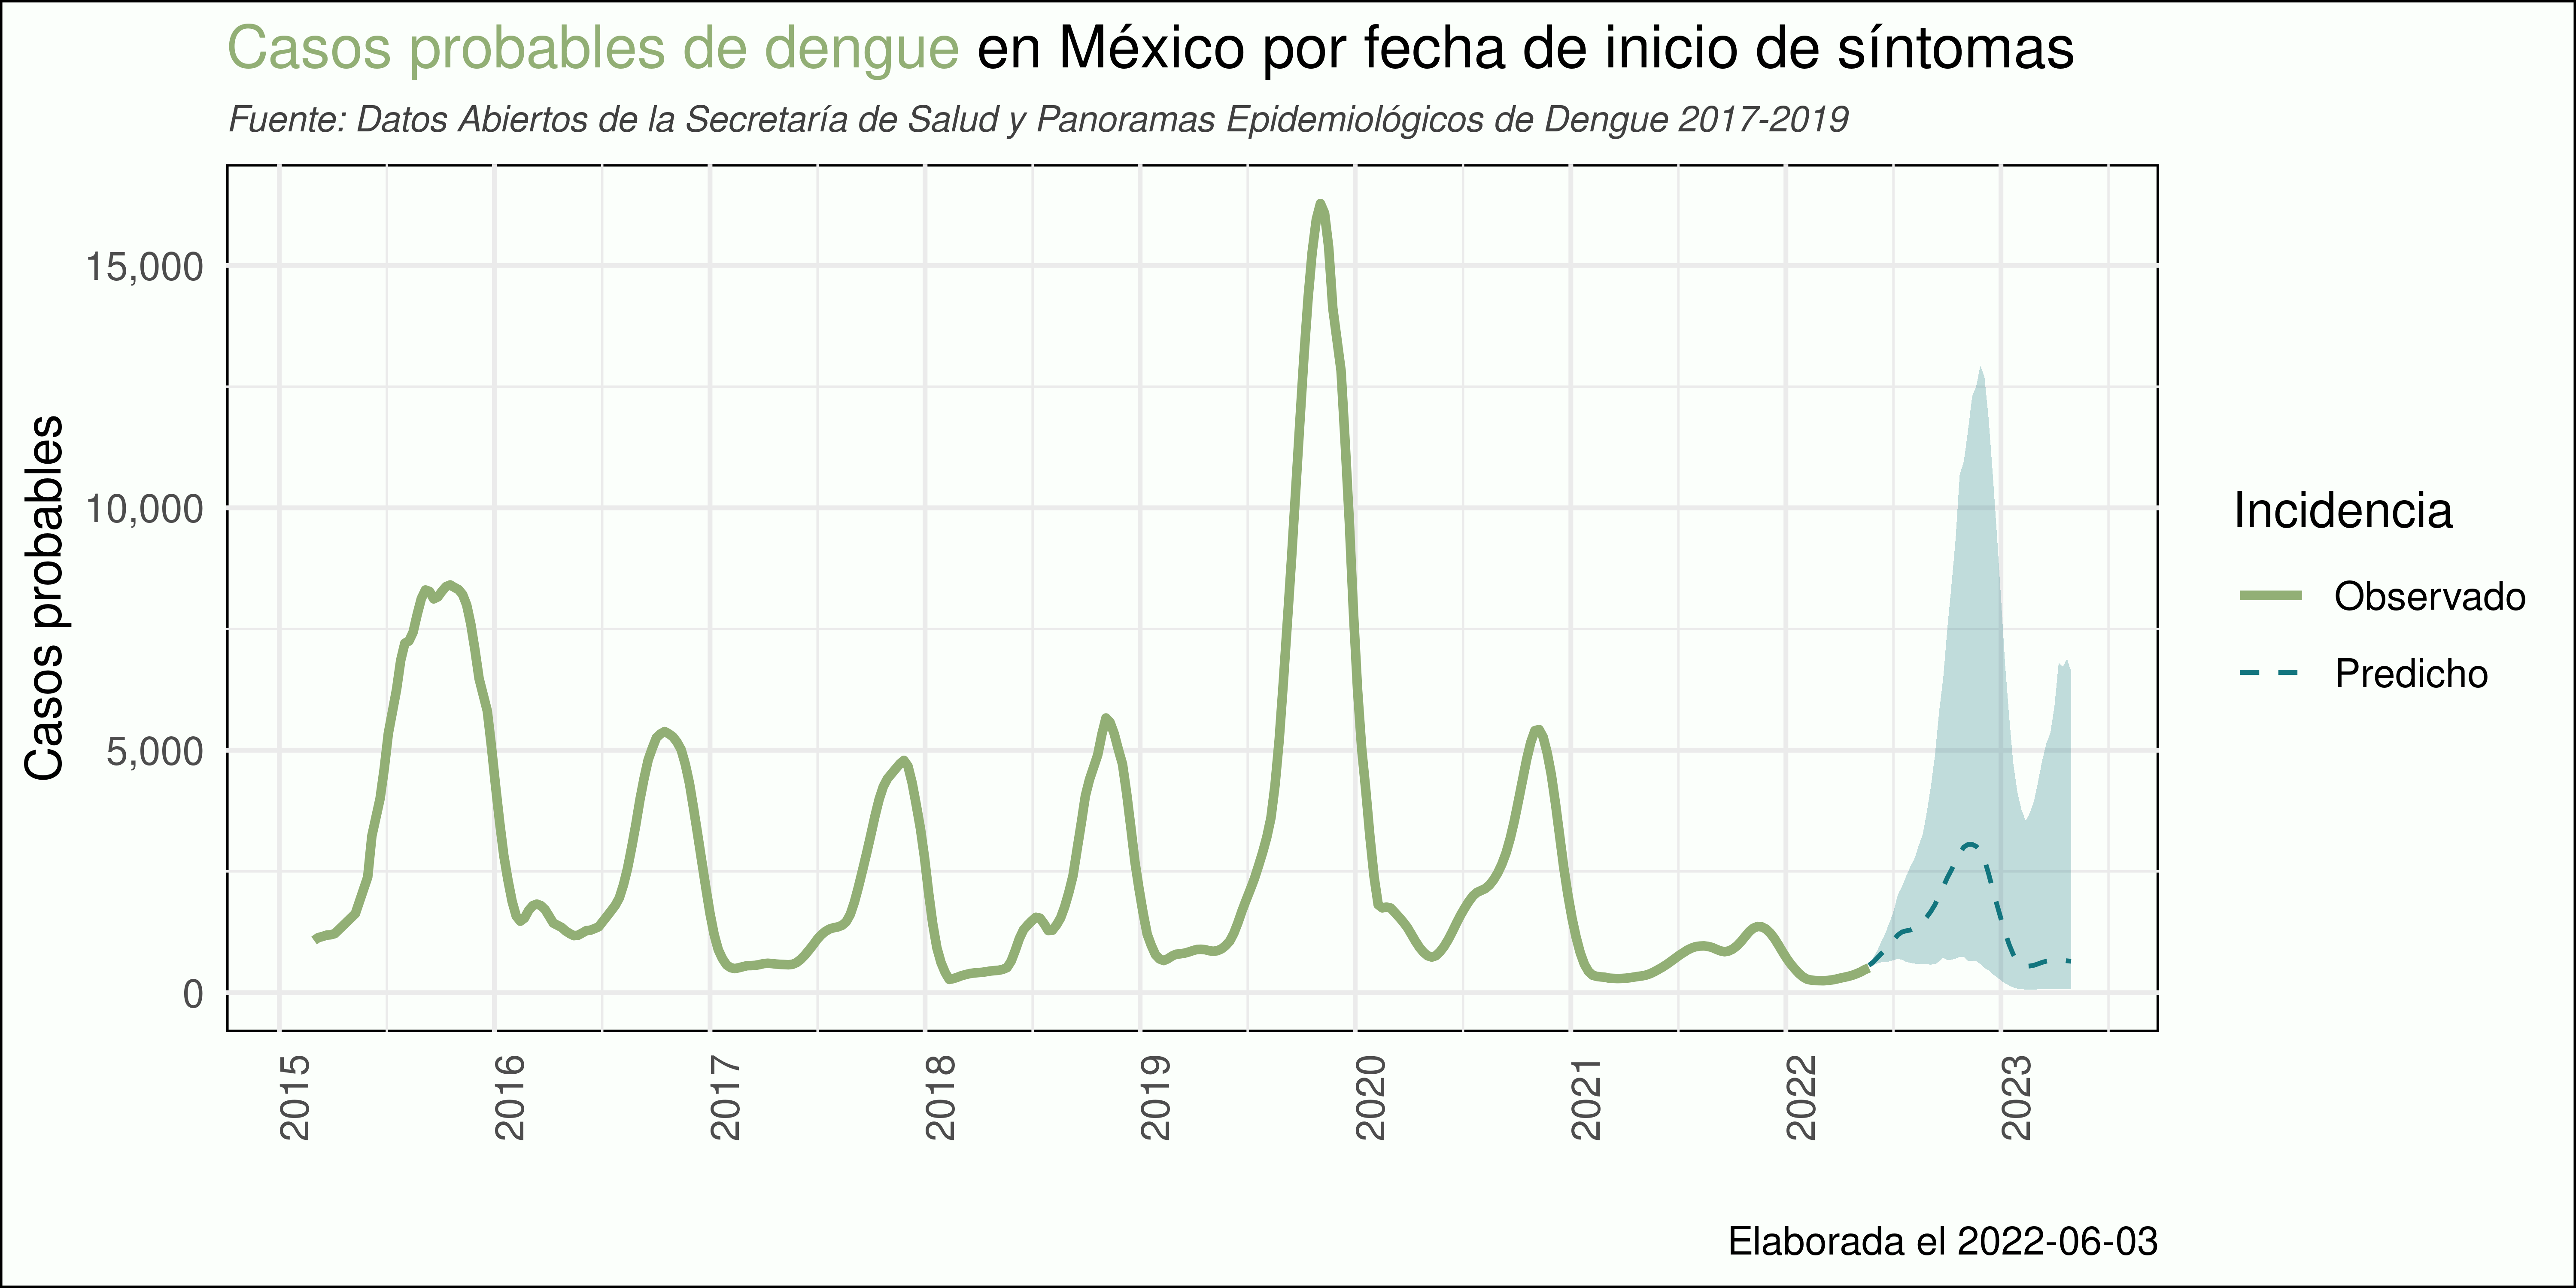 Casos probables de dengue en México por fecha de inicio de síntomas
Fuente: Datos Abiertos de la Secretaría de Salud y Panoramas Epidemiológicos de Dengue 2017-2019
Casos probables
15,000
10,000
5,000
0
2015
2016
2017
2018
2019
2020
2021
2022
2023
Incidencia
Observado
Predicho
Elaborada el 2022-06-03